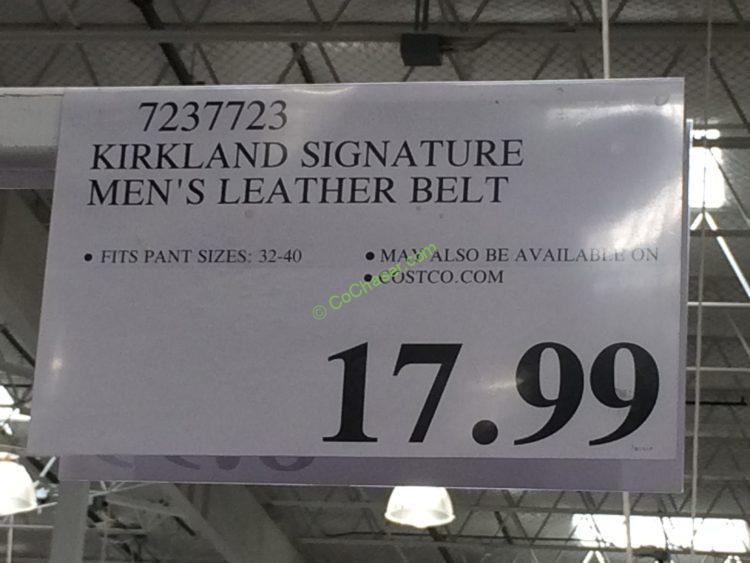 7237723
KIRKLAND SIGNATURE
MEN'S LEATHER BELT
• FITS PANT SIZES: 32-40
• MAY ALSO BE AVAILABLE ON
• COSTCO.COM
© CoChaser.com
17.99